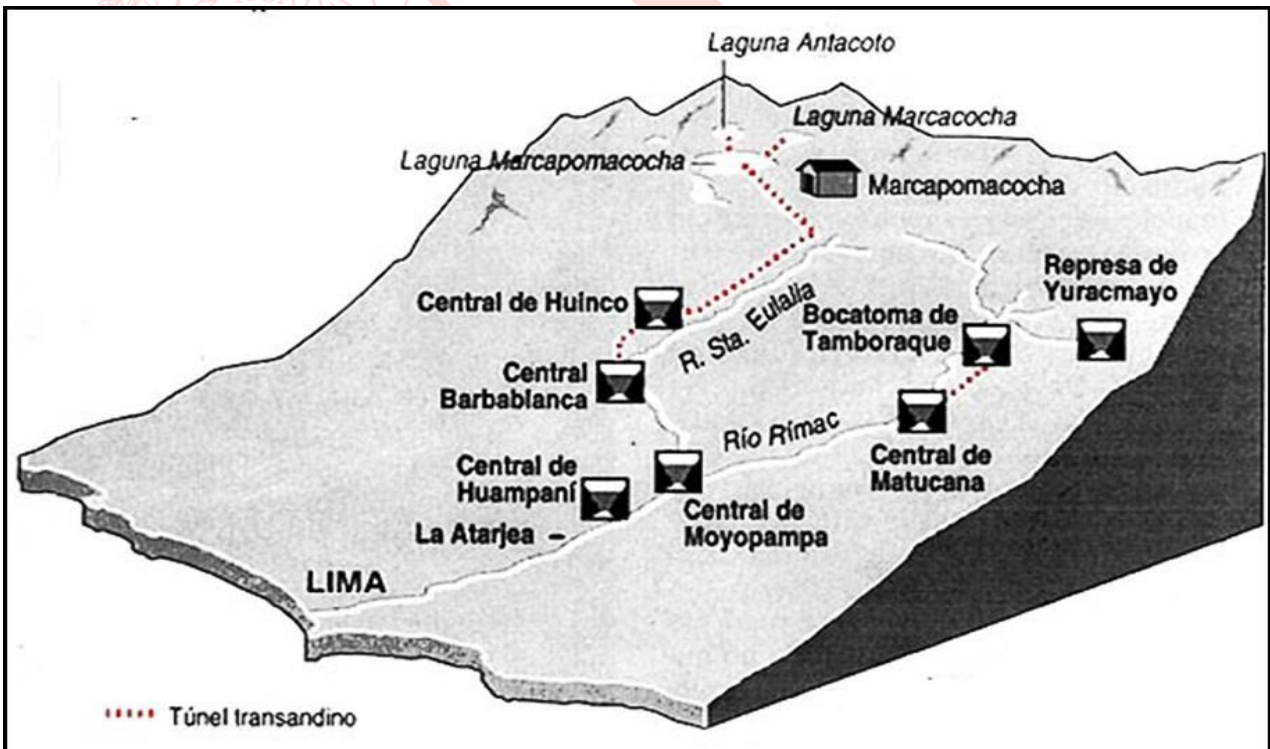 Laguna Antacoto
Laguna Marcacocha
Laguna Marcapomacocha
Marcapomacocha
Central de Huinco
R. Sta. Eulalia
Represa de
Yuracmayo
Bocatoma de
Tamboraque
Central
Barbablanca
Río Rímac
Central de
Matucana
Central de
Huampaní
Central de
Moyopampa
La Atarjea
LIMA
Túnel transandino